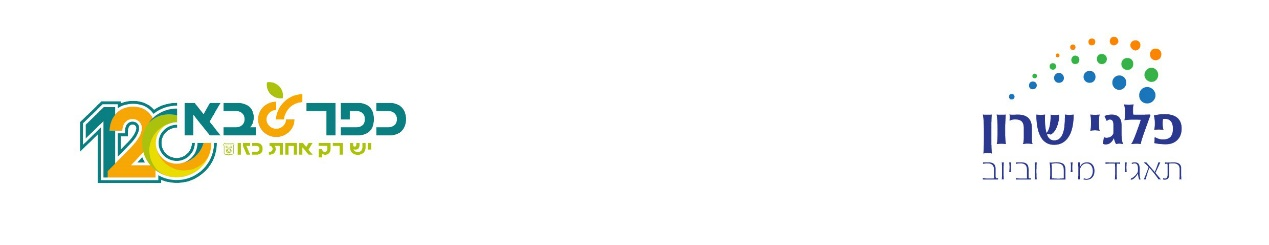 פלגי שרון
תאגיד מים וביוב
כפר סבא
יש רק אחת כזו
120